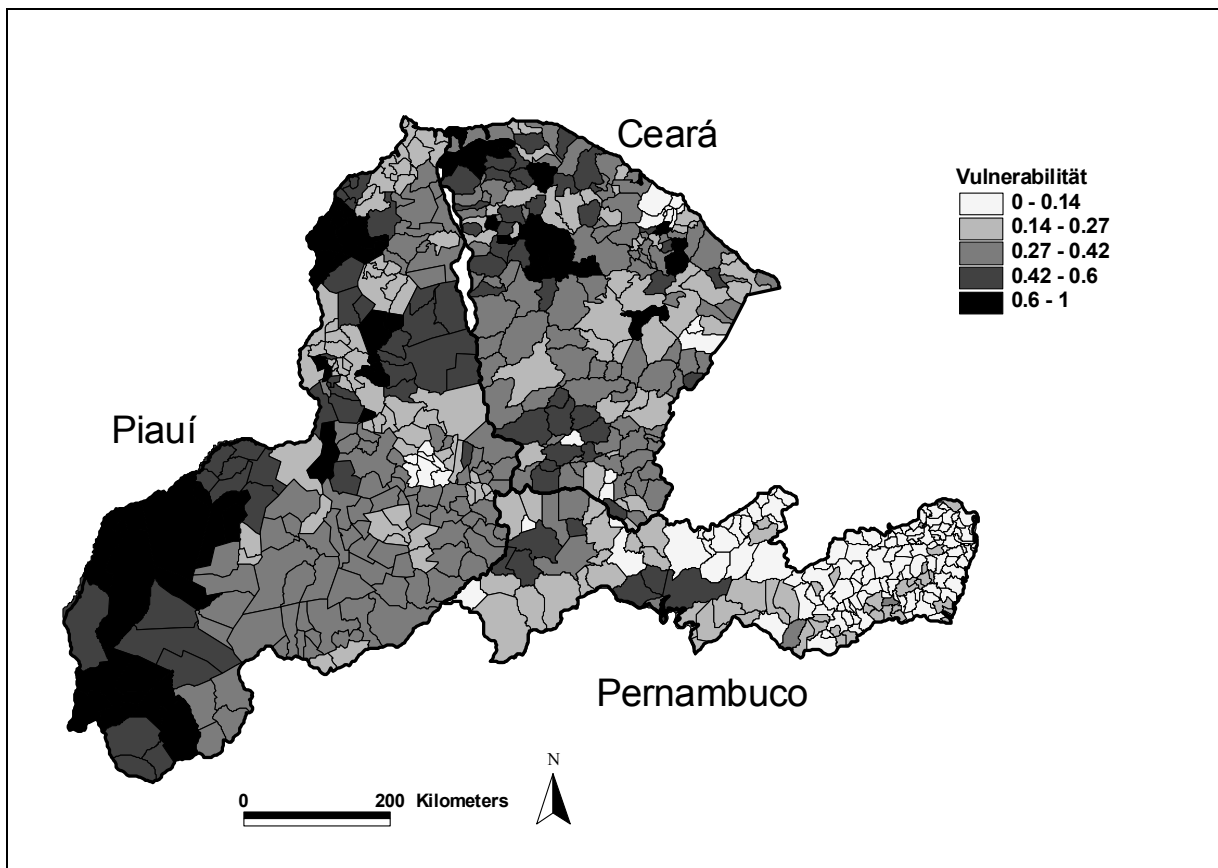 Ceará
Vulnerabilität
0 - 0.14
0.14 - 0.27
0.27 - 0.42
0.42 - 0.6
0.6 - 1
Piauí
Pernambuco
N
0 200 Kilometers